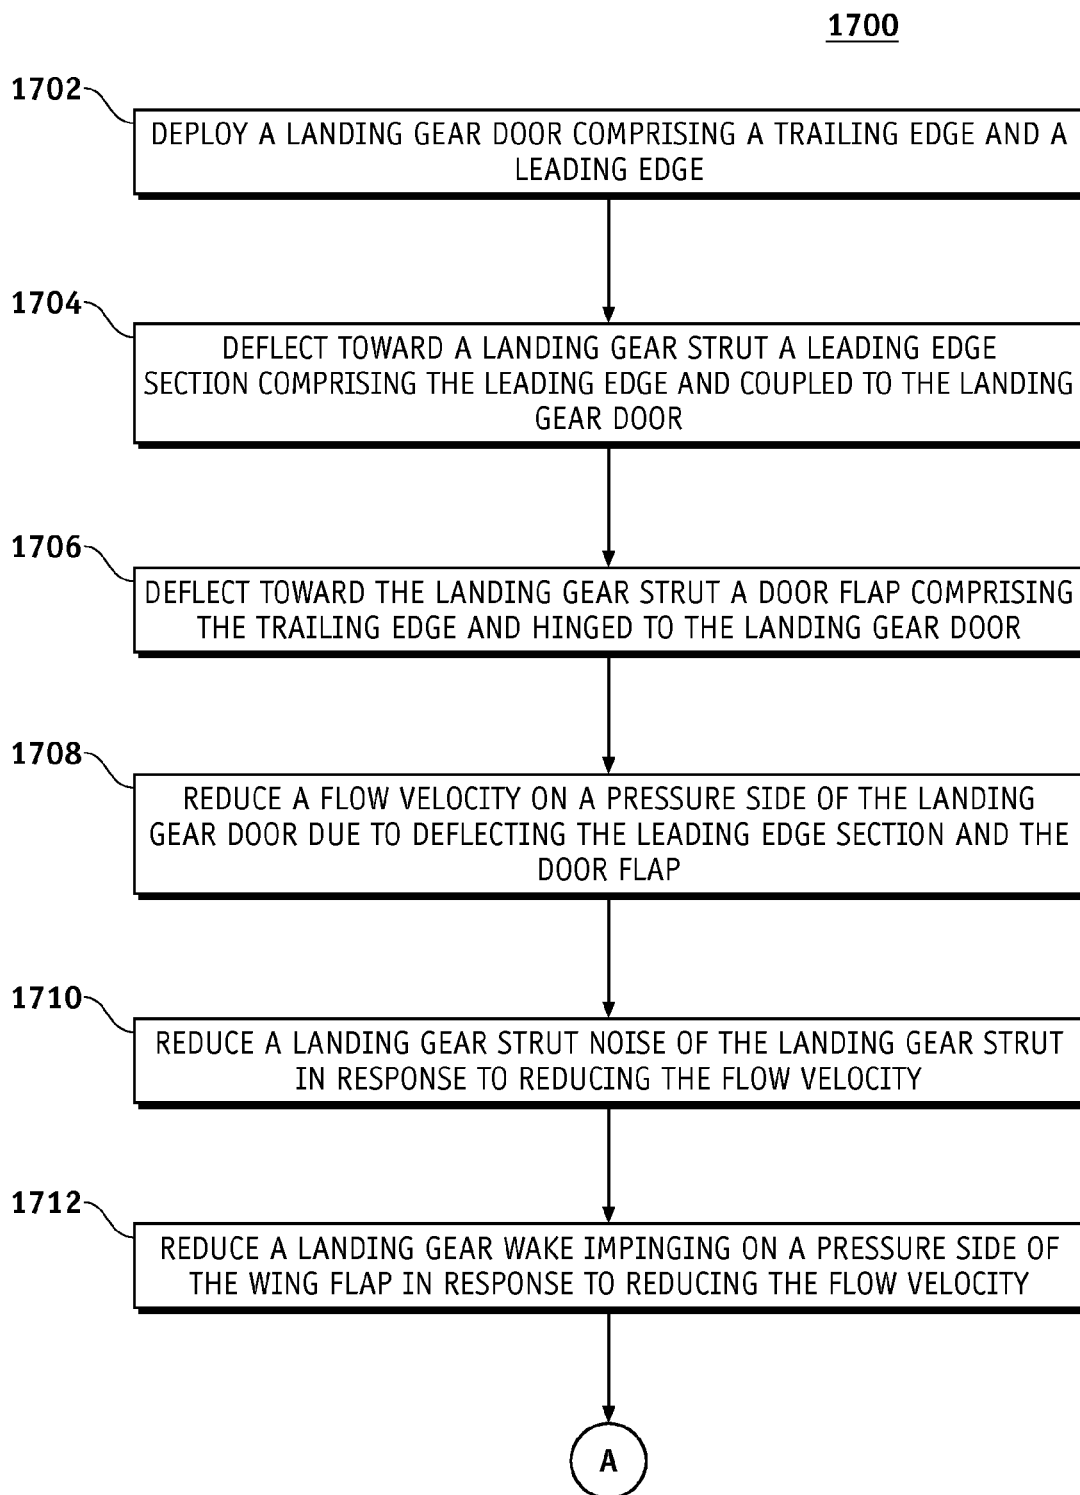 1700
1702
DEPLOY A LANDING GEAR DOOR COMPRISING A TRAILING EDGE AND A
LEADING EDGE
1704
DEFLECT TOWARD A LANDING GEAR STRUT A LEADING EDGE
SECTION COMPRISING THE LEADING EDGE AND COUPLED TO THE LANDING
GEAR DOOR
1706
DEFLECT TOWARD THE LANDING GEAR STRUT A DOOR FLAP COMPRISING
THE TRAILING EDGE AND HINGED TO THE LANDING GEAR DOOR
1708
REDUCE A FLOW VELOCITY ON A PRESSURE SIDE OF THE LANDING
GEAR DOOR DUE TO DEFLECTING THE LEADING EDGE SECTION AND THE
DOOR FLAP
1710
REDUCE A LANDING GEAR STRUT NOISE OF THE LANDING GEAR STRUT
IN RESPONSE TO REDUCING THE FLOW VELOCITY
1712
REDUCE A LANDING GEAR WAKE IMPINGING ON A PRESSURE SIDE OF
THE WING FLAP IN RESPONSE TO REDUCING THE FLOW VELOCITY
A